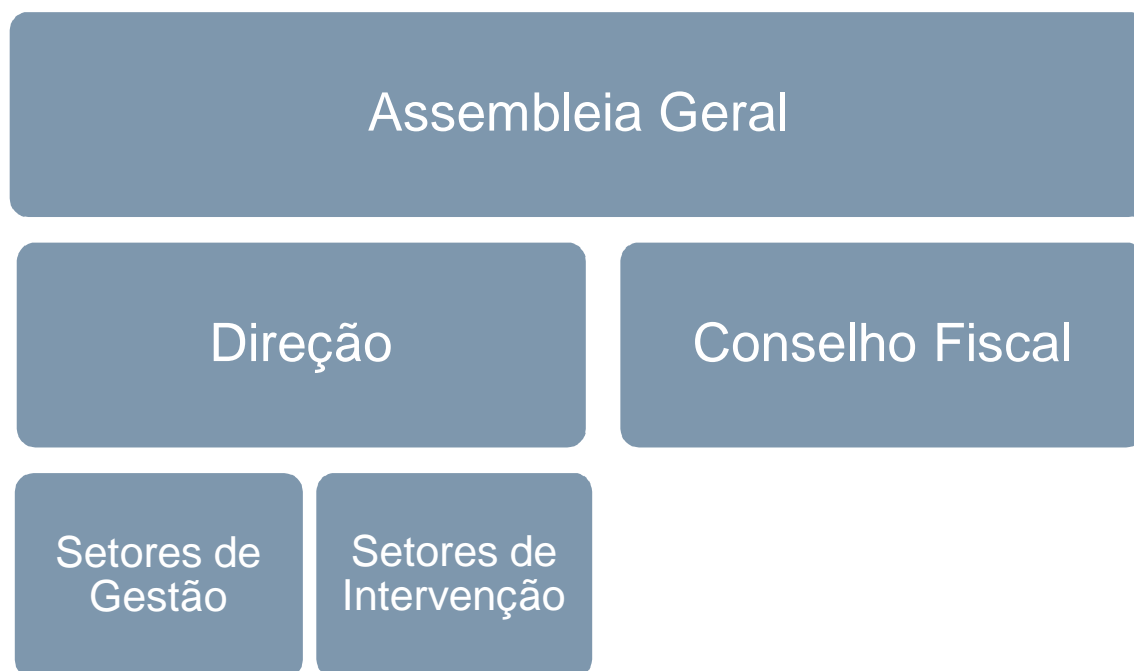 Assembleia Geral
Direção
Conselho Fiscal
Setores de
Gestão
Setores de
Intervenção